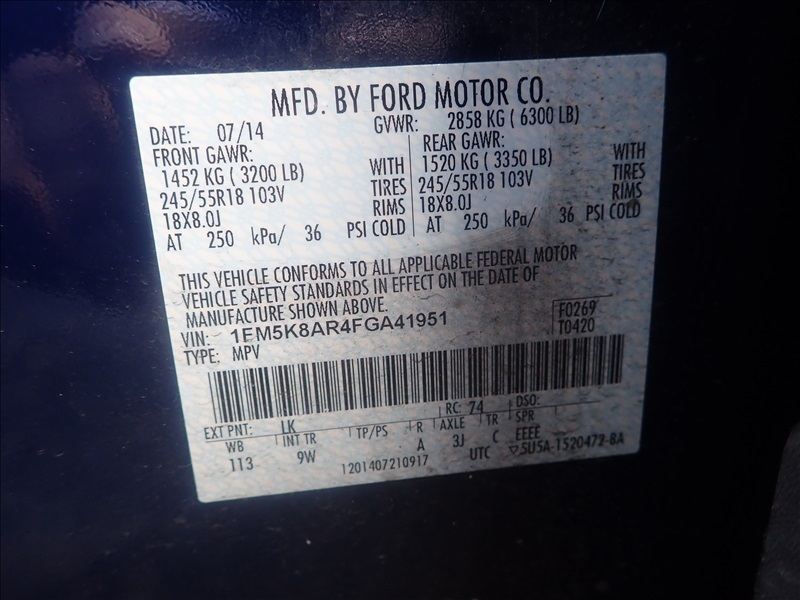 MFD. BY FORD MOTOR CO.
DATE: 07/14 GVWR: 2858 KG ( 6300 LB)
FRONT GAWR: REAR GAWR:
1452 KG ( 3200 LB) WITH 1520 KG ( 3350 LB) WITH
245/55R18 103V TIRES 245/55R18 103V TIRES
18X8.0J RIMS 18X8.0J RIMS
AT 250 kPa/ 36 PSI COLD AT 250 kPa/ 36 PSI COLD
THIS VEHICLE CONFORMS TO ALL APPLICABLE FEDERAL MOTOR
VEHICLE SAFETY STANDARDS IN EFFECT ON THE DATE OF
MANUFACTURE SHOWN ABOVE.
VIN: 1FM5K8AR4FGA41951 F0269
TYPE: MPV T0420
EXT PNT: LK RC: 74 DSO:
WB INT TR TP/PS R AXLE TR SPR
113 9W A 3J C EEEE
1201407210917 UTC ▽5U5A-1520472-BA